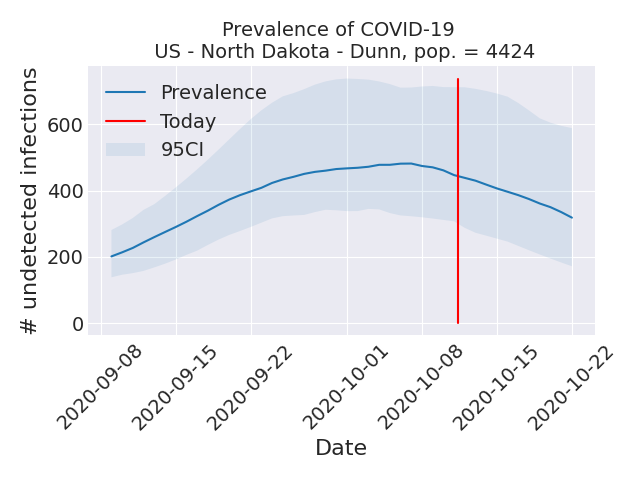 Prevalence of COVID-19
US - North Dakota - Dunn, pop. = 4424
# undetected infections
600
400
200
0
Prevalence
Today
95CI
2020-09-08
2020-09-15
2020-09-22
2020-10-01
2020-10-08
2020-10-15
2020-10-22
Date